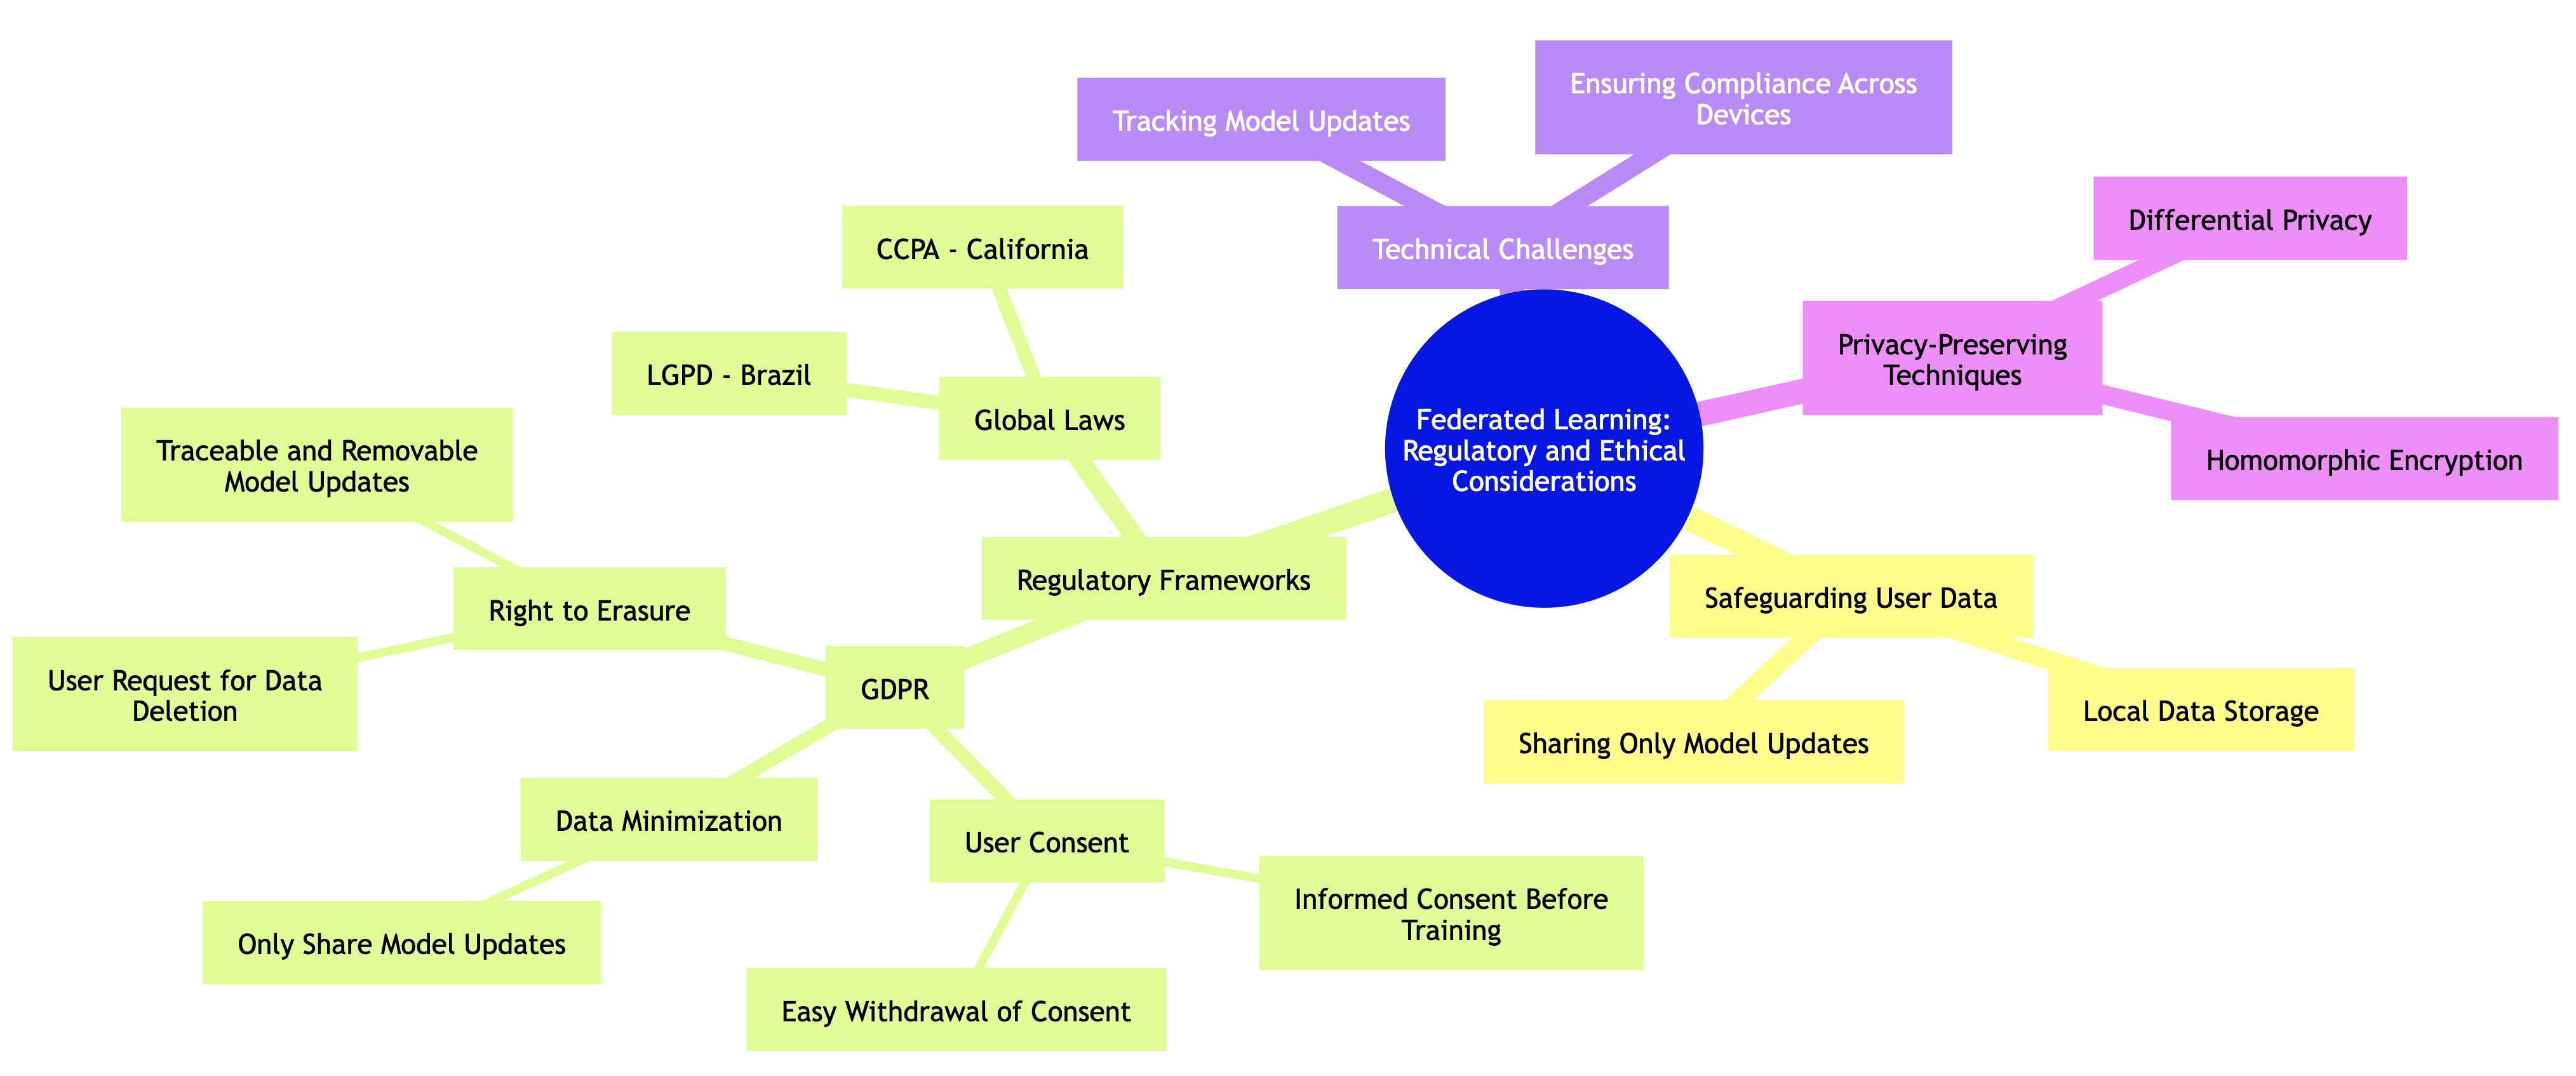 Ensuring Compliance Across
Devices
Tracking Model Updates
Technical Challenges
Differential Privacy
Privacy-Preserving
Techniques
Homomorphic Encryption
CCPA - California
LGPD - Brazil
Global Laws
Federated Learning:
Regulatory and Ethical
Considerations
Traceable and Removable
Model Updates
Right to Erasure
User Request for Data
Deletion
Regulatory Frameworks
GDPR
Safeguarding User Data
Sharing Only Model Updates
Local Data Storage
Data Minimization
Only Share Model Updates
User Consent
Informed Consent Before
Training
Easy Withdrawal of Consent